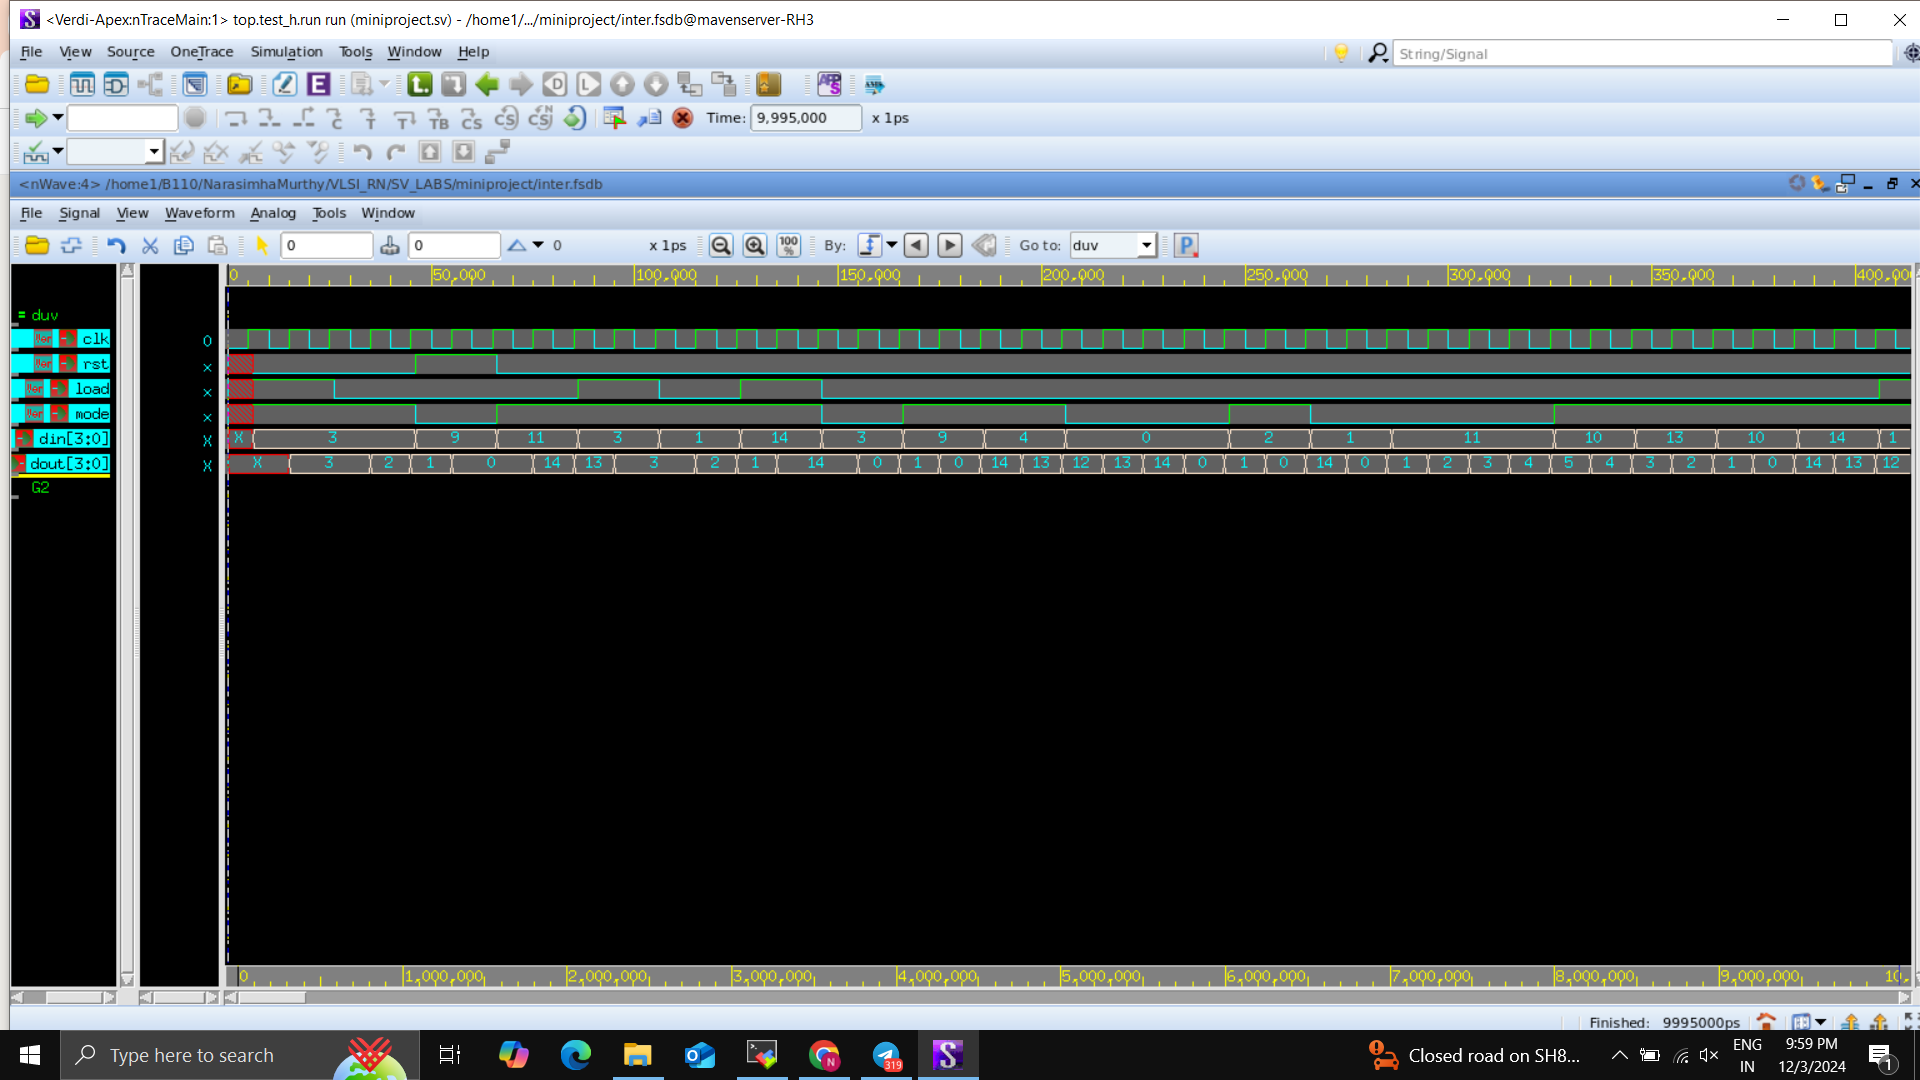 <Verdi-Apex:nTraceMain:1> top.test_h.run run (miniproject.sv) - /home1/.../miniproject/inter.fsdb@mavenserver-RH3
File View Source OneTrace Simulation Tools Window Help
String/Signal
Time: 9,995,000 x 1ps
<nWave:4> /home1/B110/NarasimhaMurthy/VLSI_RN/SV_LABS/miniproject/inter.fsdb
File Signal View Waveform Analog Tools Window
0 0 0 x 1ps 100 % By: Go to: duv
0 50,000 100,000 150,000 200,000 250,000 300,000 350,000 400,00
= duv
clk 0
rst x
load x
mode x
din[3:0] X X 3 9 11 3 1 14 3 9 4 0 2 1 11 10 13 10 14 1
dout[3:0] X X 3 2 1 0 14 13 3 2 1 14 0 1 0 14 13 12 13 14 0 1 0 14 0 1 2 3 4 5 4 3 2 1 0 14 13 12
G2
0 1,000,000 2,000,000 3,000,000 4,000,000 5,000,000 6,000,000 7,000,000 8,000,000 9,000,000 10,
Finished: 9995000ps
Type here to search
319
Closed road on SH8...
ENG
IN
9:59 PM
12/3/2024
1